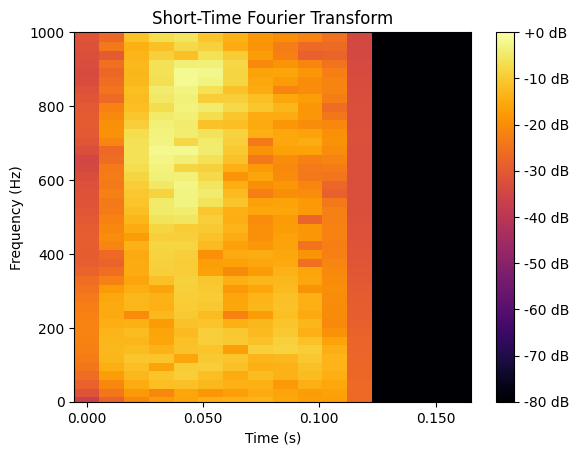 Short-Time Fourier Transform
1000
800
600
400
200
0
Frequency (Hz)
0.000
0.050
0.100
0.150
Time (s)
+0 dB
-10 dB
-20 dB
-30 dB
-40 dB
-50 dB
-60 dB
-70 dB
-80 dB